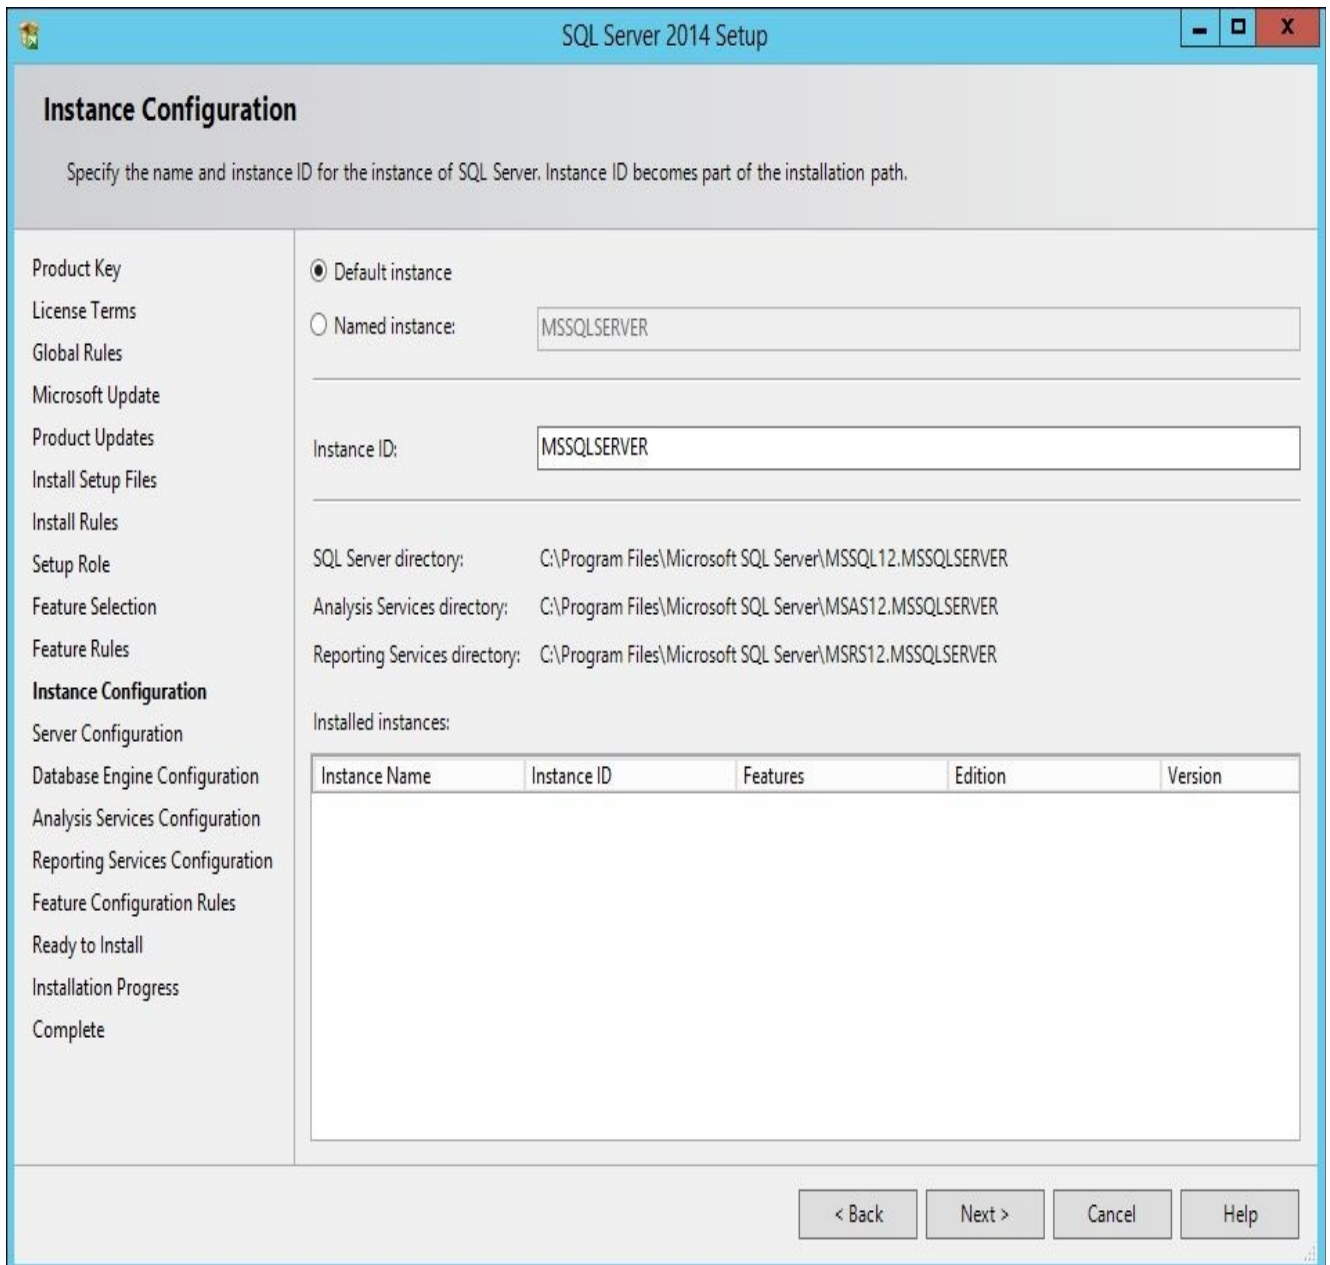 SQL Server 2014 Setup
Instance Configuration
Specify the name and instance ID for the instance of SQL Server. Instance ID becomes part of the installation path.
Product Key
License Terms
Global Rules
Microsoft Update
Product Updates
Install Setup Files
Install Rules
Setup Role
Feature Selection
Feature Rules
Instance Configuration
Server Configuration
Database Engine Configuration
Analysis Services Configuration
Reporting Services Configuration
Feature Configuration Rules
Ready to Install
Installation Progress
Complete
Default instance
Named instance: MSSQLSERVER
Instance ID: MSSQLSERVER
SQL Server directory: C:\Program Files\Microsoft SQL Server\MSSQL12.MSSQLSERVER
Analysis Services directory: C:\Program Files\Microsoft SQL Server\MSAS12.MSSQLSERVER
Reporting Services directory: C:\Program Files\Microsoft SQL Server\MSRS12.MSSQLSERVER
Installed instances:
Instance Name Instance ID Features Edition Version
< Back Next > Cancel Help